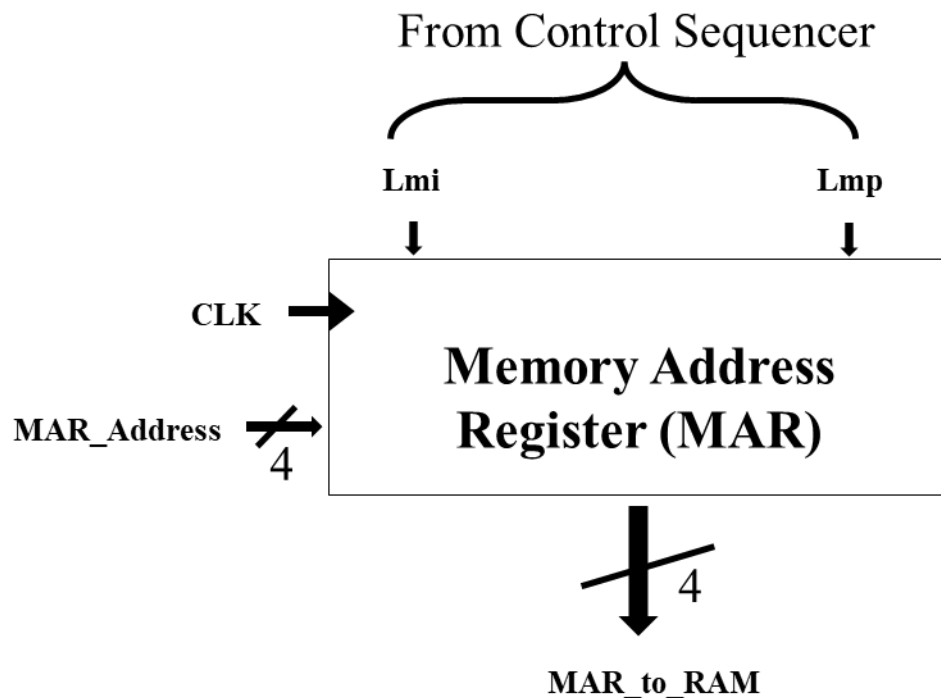 From Control Sequencer
Lmi
Lmp
CLK
Memory Address
Register (MAR)
MAR_Address
4
4
MAR_to_RAM